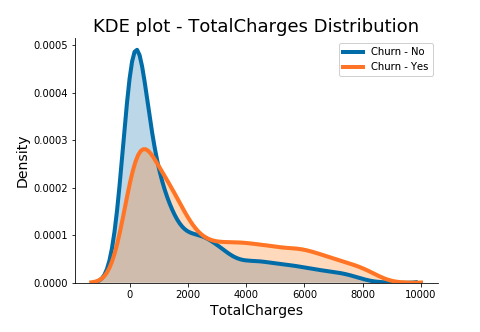 KDE plot - TotalCharges Distribution
Churn - No
Churn - Yes
Density
0.0005
0.0004
0.0003
0.0002
0.0001
0.0000
0 2000 4000 6000 8000 10000
TotalCharges